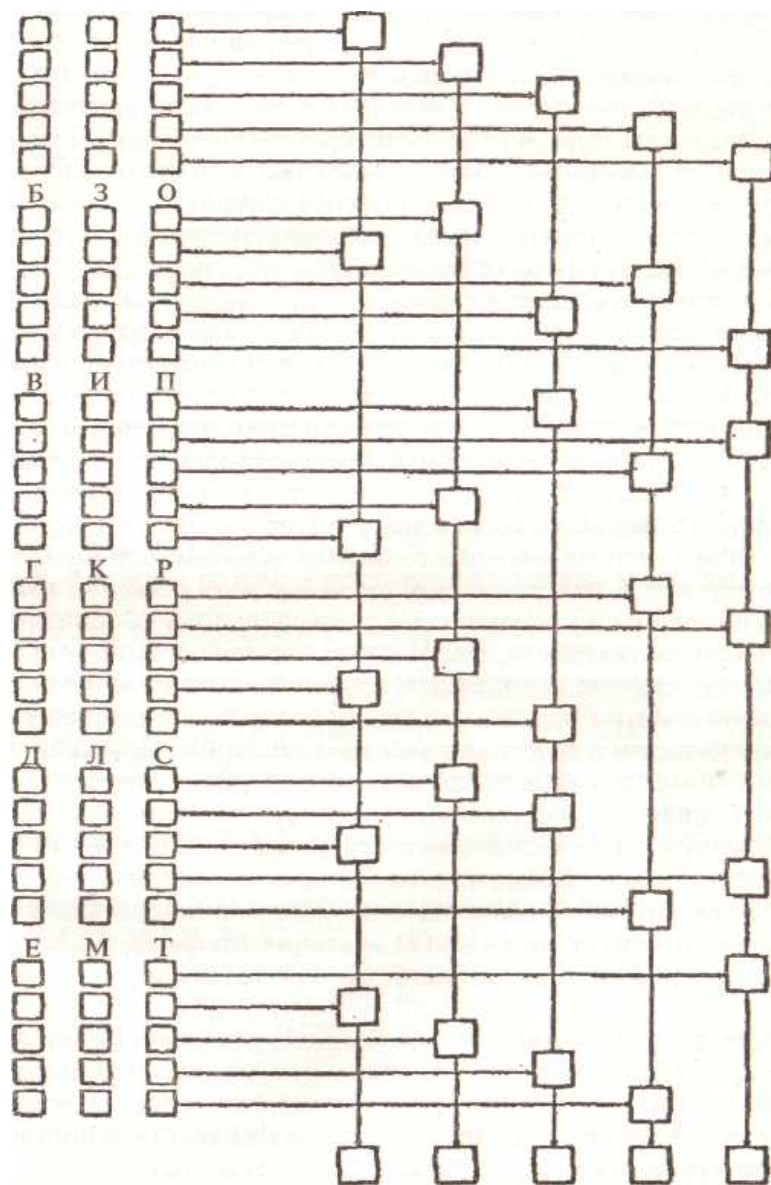 Б З О
В И П
Г К Р
Д Л С
Е М Т